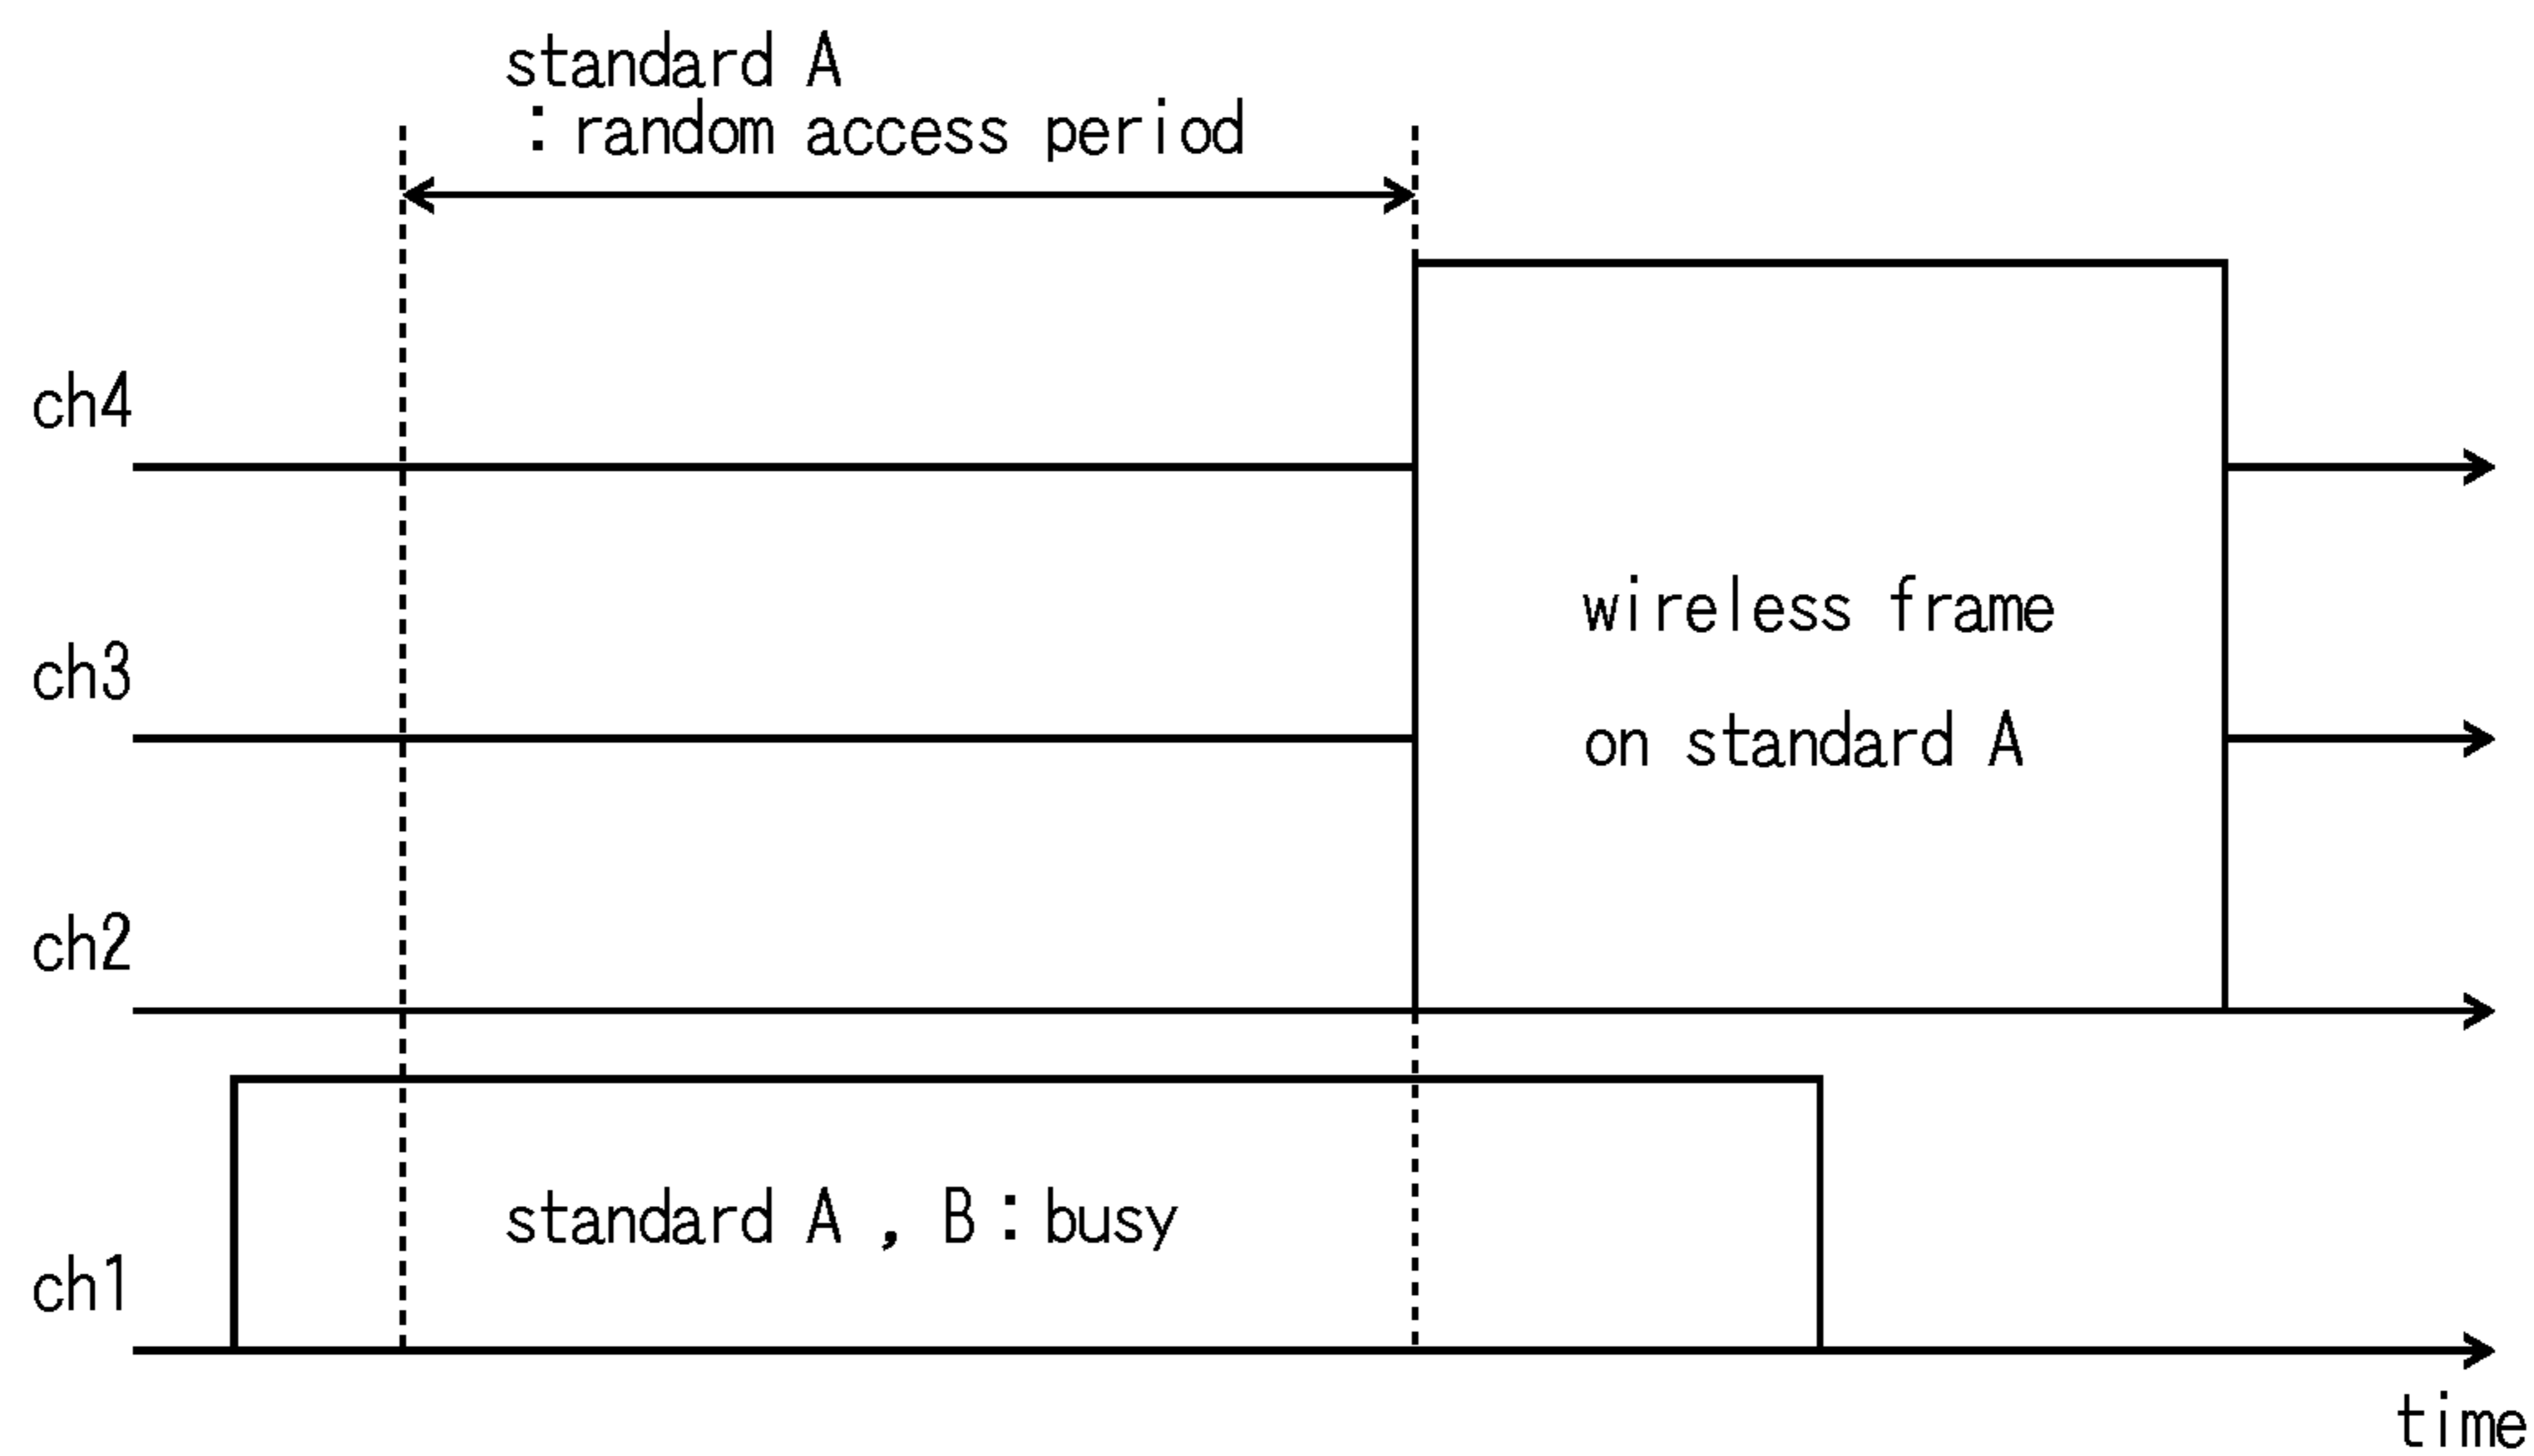 standard A
: random access period
ch4
wireless frame
ch3
on standard A
ch2
standard A , B : busy
ch1
time